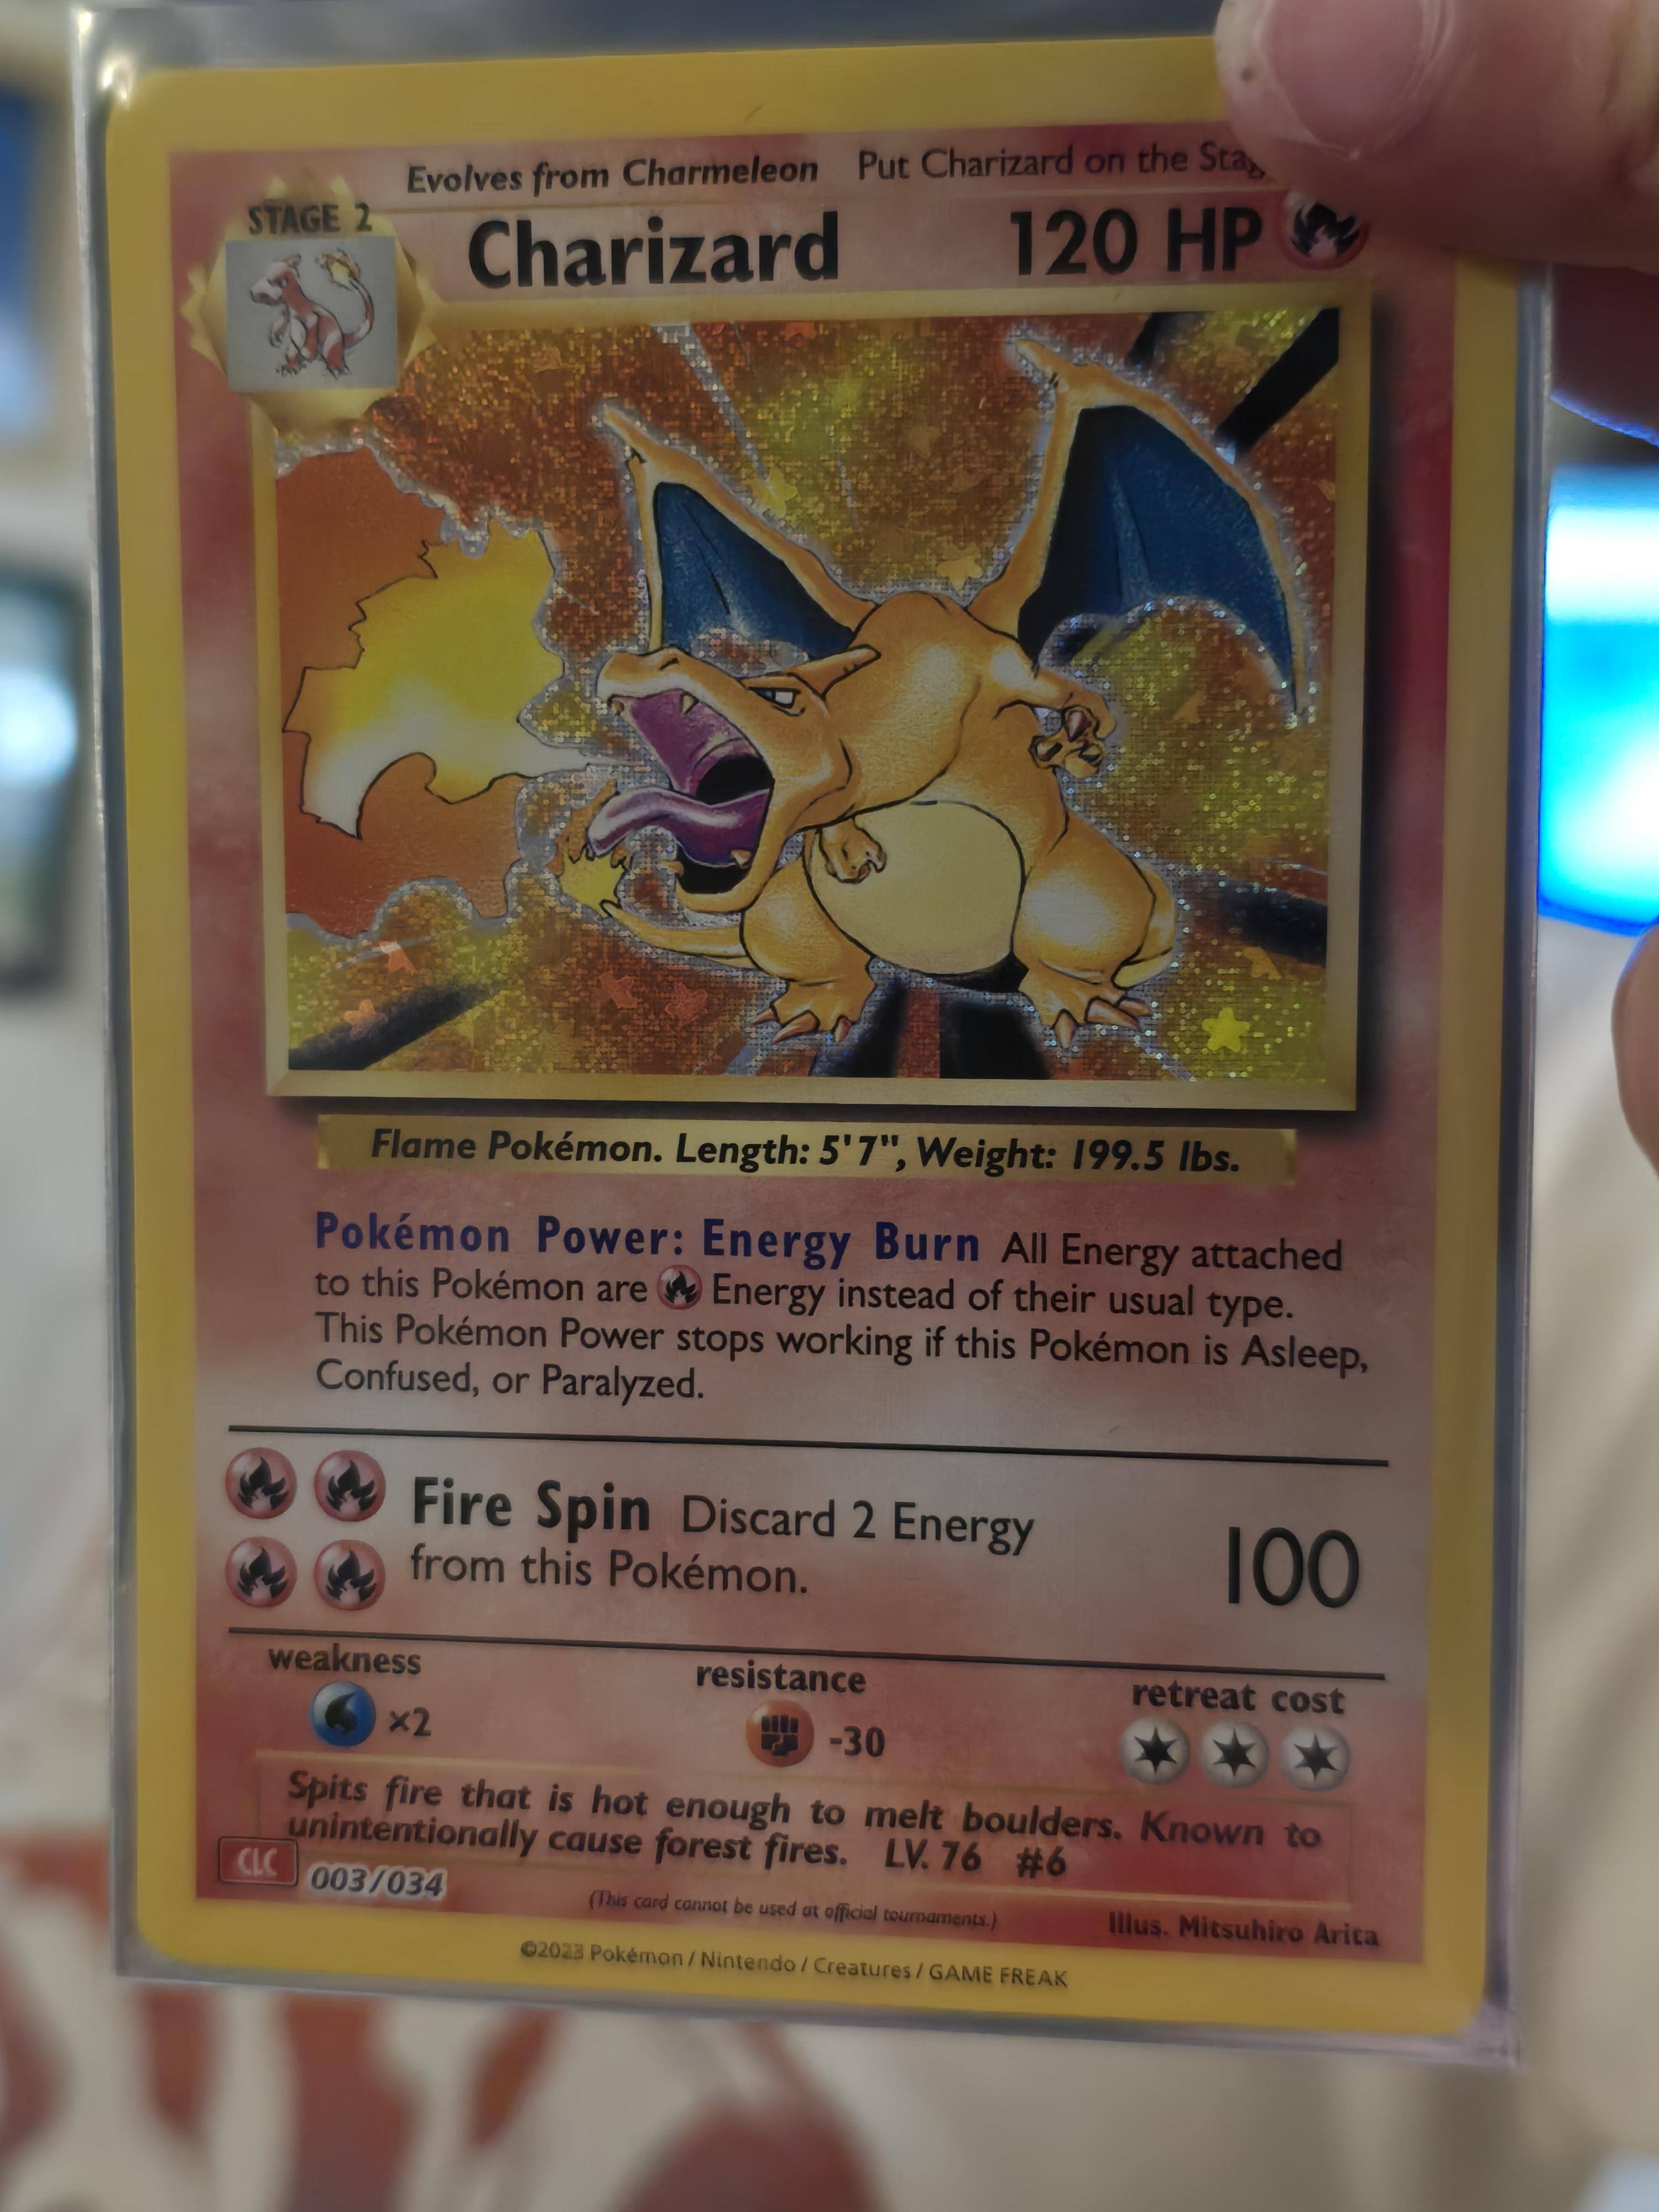 Evolves from Charmeleon Put Charizard on the
STAGE 2
Charizard 120 HP
Flame Pokémon. Length: 5'7", Weight: 199.5 lbs.
Pokémon Power: Energy Burn All Energy attached
to this Pokémon are Energy instead of their usual type.
This Pokémon Power stops working if this Pokémon is Asleep,
Confused, or Paralyzed.
Fire Spin Discard 2 Energy
from this Pokémon.
100
weakness resistance retreat cost
×2 -30
Spits fire that is hot enough to melt boulders. Known to
unintentionally cause forest fires. LV. 76 #6
CLC 003/034
(This card cannot be used at official tournaments.)
Illus. Mitsuhiro Arita
©2023 Pokémon / Nintendo / Creatures / GAME FREAK